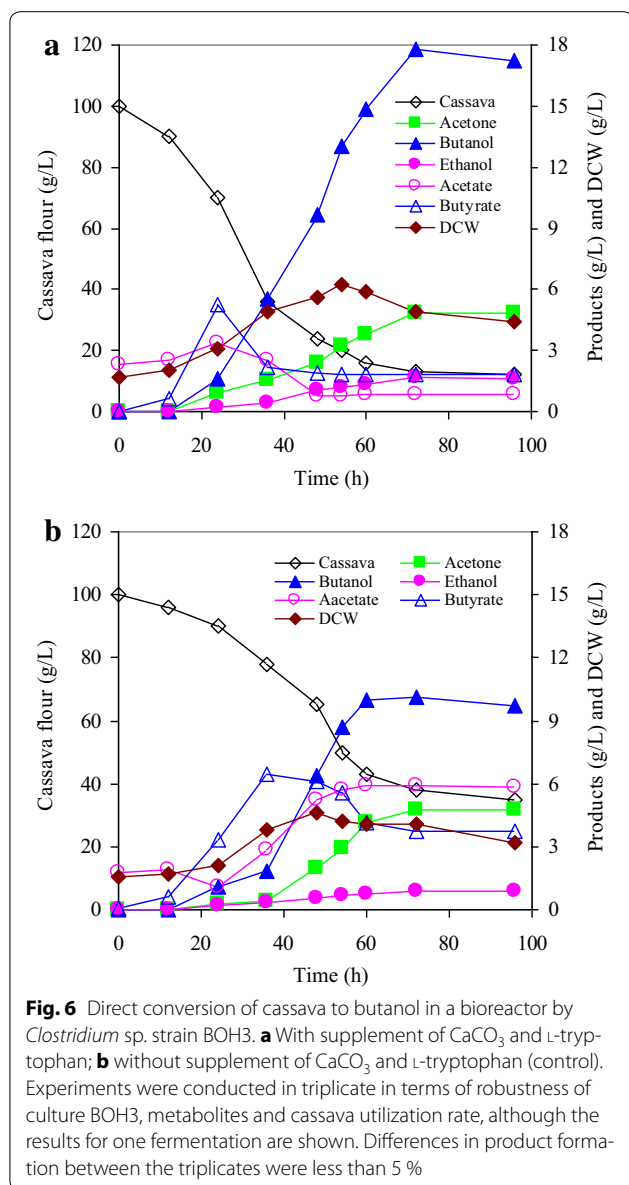 a
120
18
100
15
80
12
60
9
40
6
20
3
0
0
Cassava
Acetone
Butanol
Ethanol
Acetate
Butyrate
DCW
Cassava flour (g/L)
Products (g/L) and DCW (g/L)
0 20 40 60 80 100
Time (h)
b
120
18
100
15
80
12
60
9
40
6
20
3
0
0
Cassava Acetone
Butanol Ethanol
Aacetate Butyrate
DCW
Cassava flour (g/L)
Products (g/L) and DCW (g/L)
0 20 40 60 80 100
Time (h)
Fig. 6 Direct conversion of cassava to butanol in a bioreactor by
Clostridium sp. strain BOH3. a With supplement of CaCO₃ and L-tryp-
tophan; b without supplement of CaCO₃ and L-tryptophan (control).
Experiments were conducted in triplicate in terms of robustness of
culture BOH3, metabolites and cassava utilization rate, although the
results for one fermentation are shown. Differences in product forma-
tion between the triplicates were less than 5 %